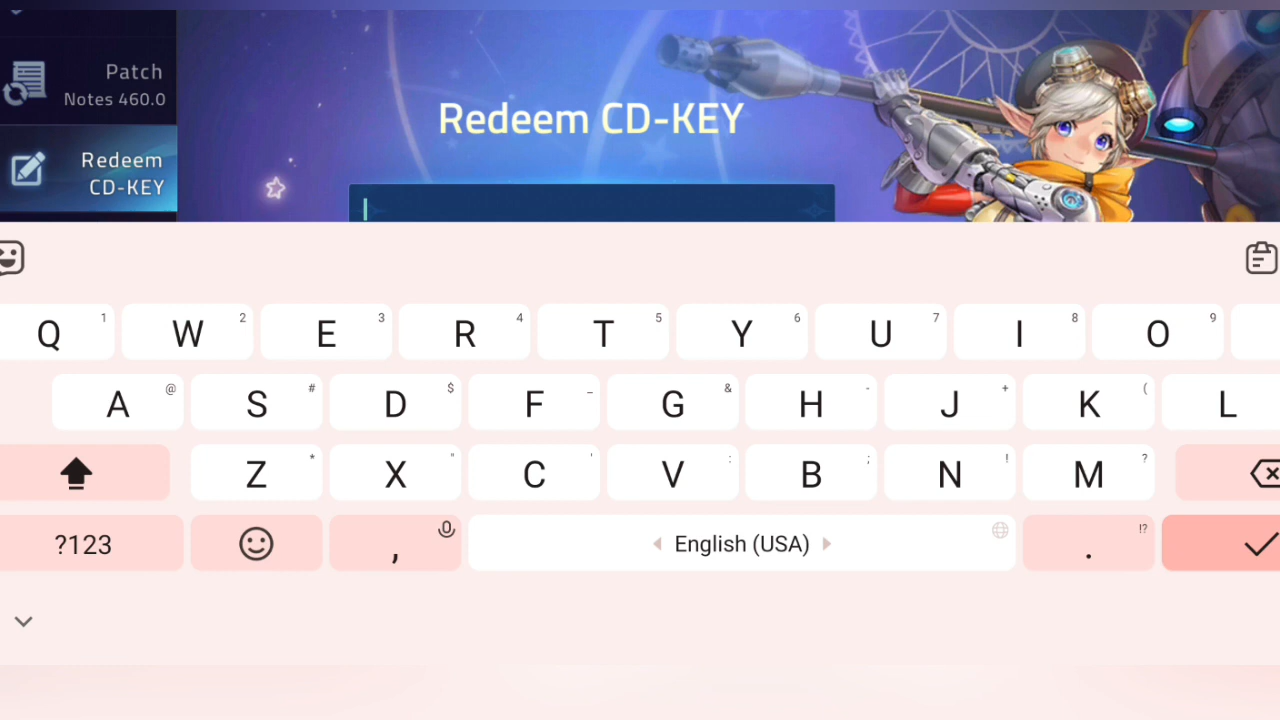 Patch
Notes 460.0
Redeem
CD-KEY
Redeem CD-KEY
Q 1 W 2 E 3 R 4 T 5 Y 6 U 7 I 8 O 9
A @ S # D $ F _ G & H - J + K ( L
Z * X " C ' V : B ; N ! M ?
?123 , English (USA) . !?